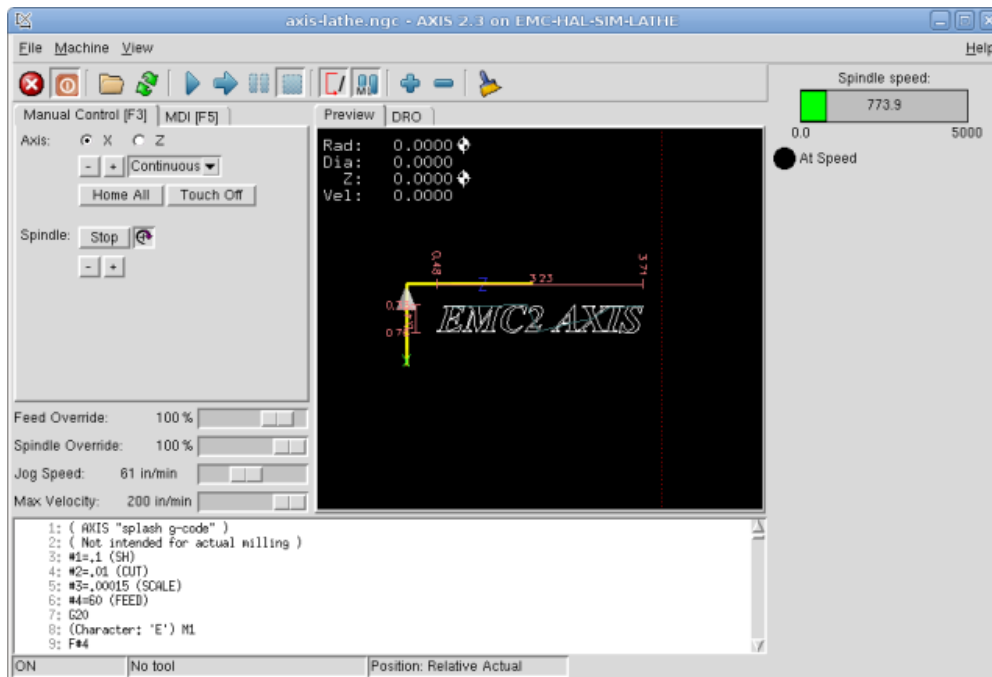 axis-lathe.ngc - AXIS 2.3 on EMC-HAL-SIM-LATHE
File Machine View Help
Manual Control [F3] MDI [F5]
Axis: X Z
- + Continuous
Home All Touch Off
Spindle: Stop
- +
Feed Override: 100 %
Spindle Override: 100 %
Jog Speed: 61 in/min
Max Velocity: 200 in/min
Preview DRO
Rad: 0.0000
Dia: 0.0000
Z: 0.0000
Vel: 0.0000
0.48 3.23 3.71
Z
EMC2 AXIS
X
Spindle speed:
773.9
0.0 5000
At Speed
1: ( AXIS "splash g-code" )
2: ( Not intended for actual milling )
3: #1=.1 (SH)
4: #2=.01 (CUT)
5: #3=.00015 (SCALE)
6: #4=60 (FEED)
7: G20
8: (Character: 'E') M1
9: F#4
ON No tool Position: Relative Actual